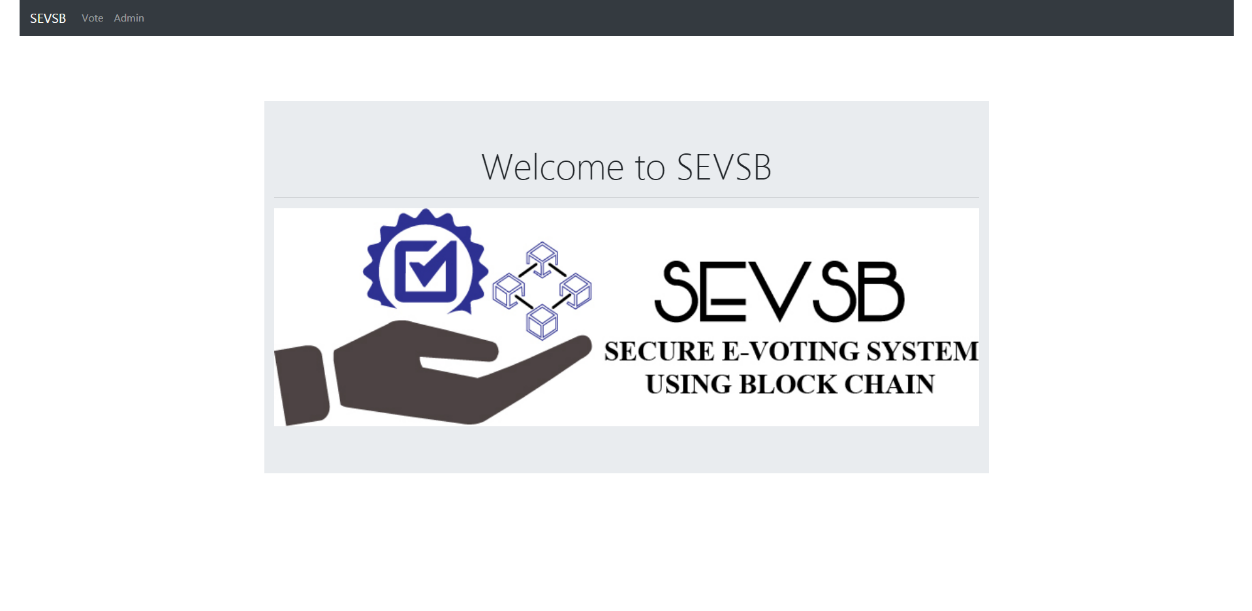 SEVSB Vote Admin
Welcome to SEVSB
SEVSB
SECURE E-VOTING SYSTEM
USING BLOCK CHAIN